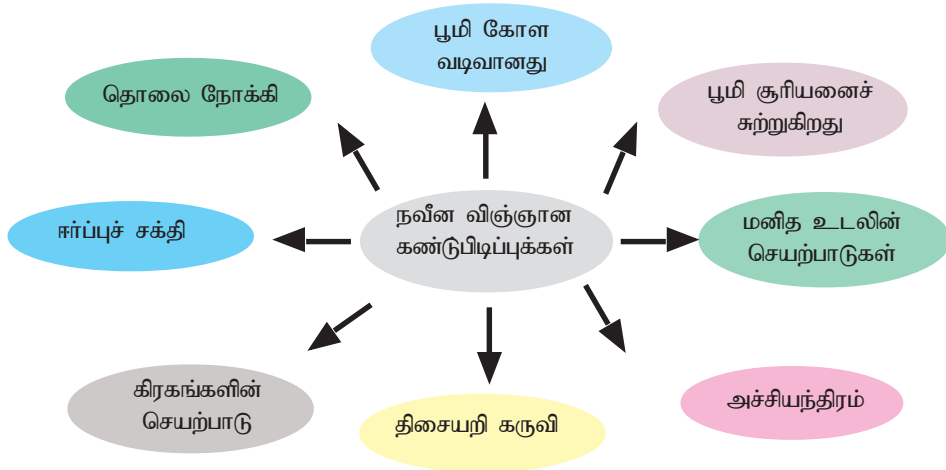 பூமி கோள
வடிவானது
தொலை நோக்கி
பூமி சூரியனைச்
சுற்றுகிறது
நவீன விஞ்ஞான
கண்டுபிடிப்புக்கள்
ஈர்ப்புச் சக்தி
மனித உடலின்
செயற்பாடுகள்
கிரகங்களின்
செயற்பாடு
திசையறி கருவி
அச்சியந்திரம்